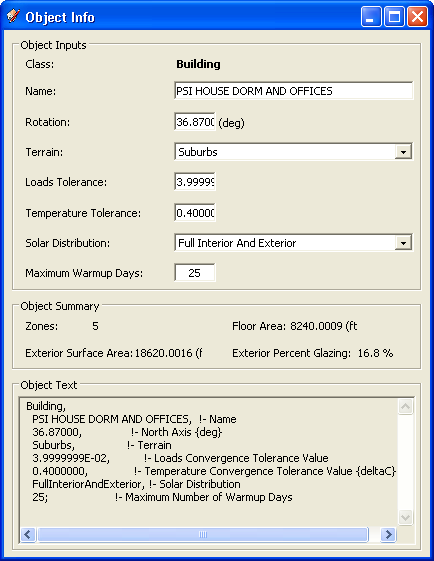 Object Info
Object Inputs
Class: Building
Name: PSI HOUSE DORM AND OFFICES
Rotation: 36.870 (deg)
Terrain: Suburbs
Loads Tolerance: 3.99999
Temperature Tolerance: 0.4000
Solar Distribution: Full Interior And Exterior
Maximum Warmup Days: 25
Object Summary
Zones: 5 Floor Area: 8240.0009 (ft
Exterior Surface Area: 18620.0016 (f Exterior Percent Glazing: 16.8 %
Object Text
Building,
PSI HOUSE DORM AND OFFICES, !- Name
36.87000, !- North Axis {deg}
Suburbs, !- Terrain
3.9999999E-02, !- Loads Convergence Tolerance Value
0.4000000, !- Temperature Convergence Tolerance Value {deltaC}
FullInteriorAndExterior, !- Solar Distribution
25; !- Maximum Number of Warmup Days